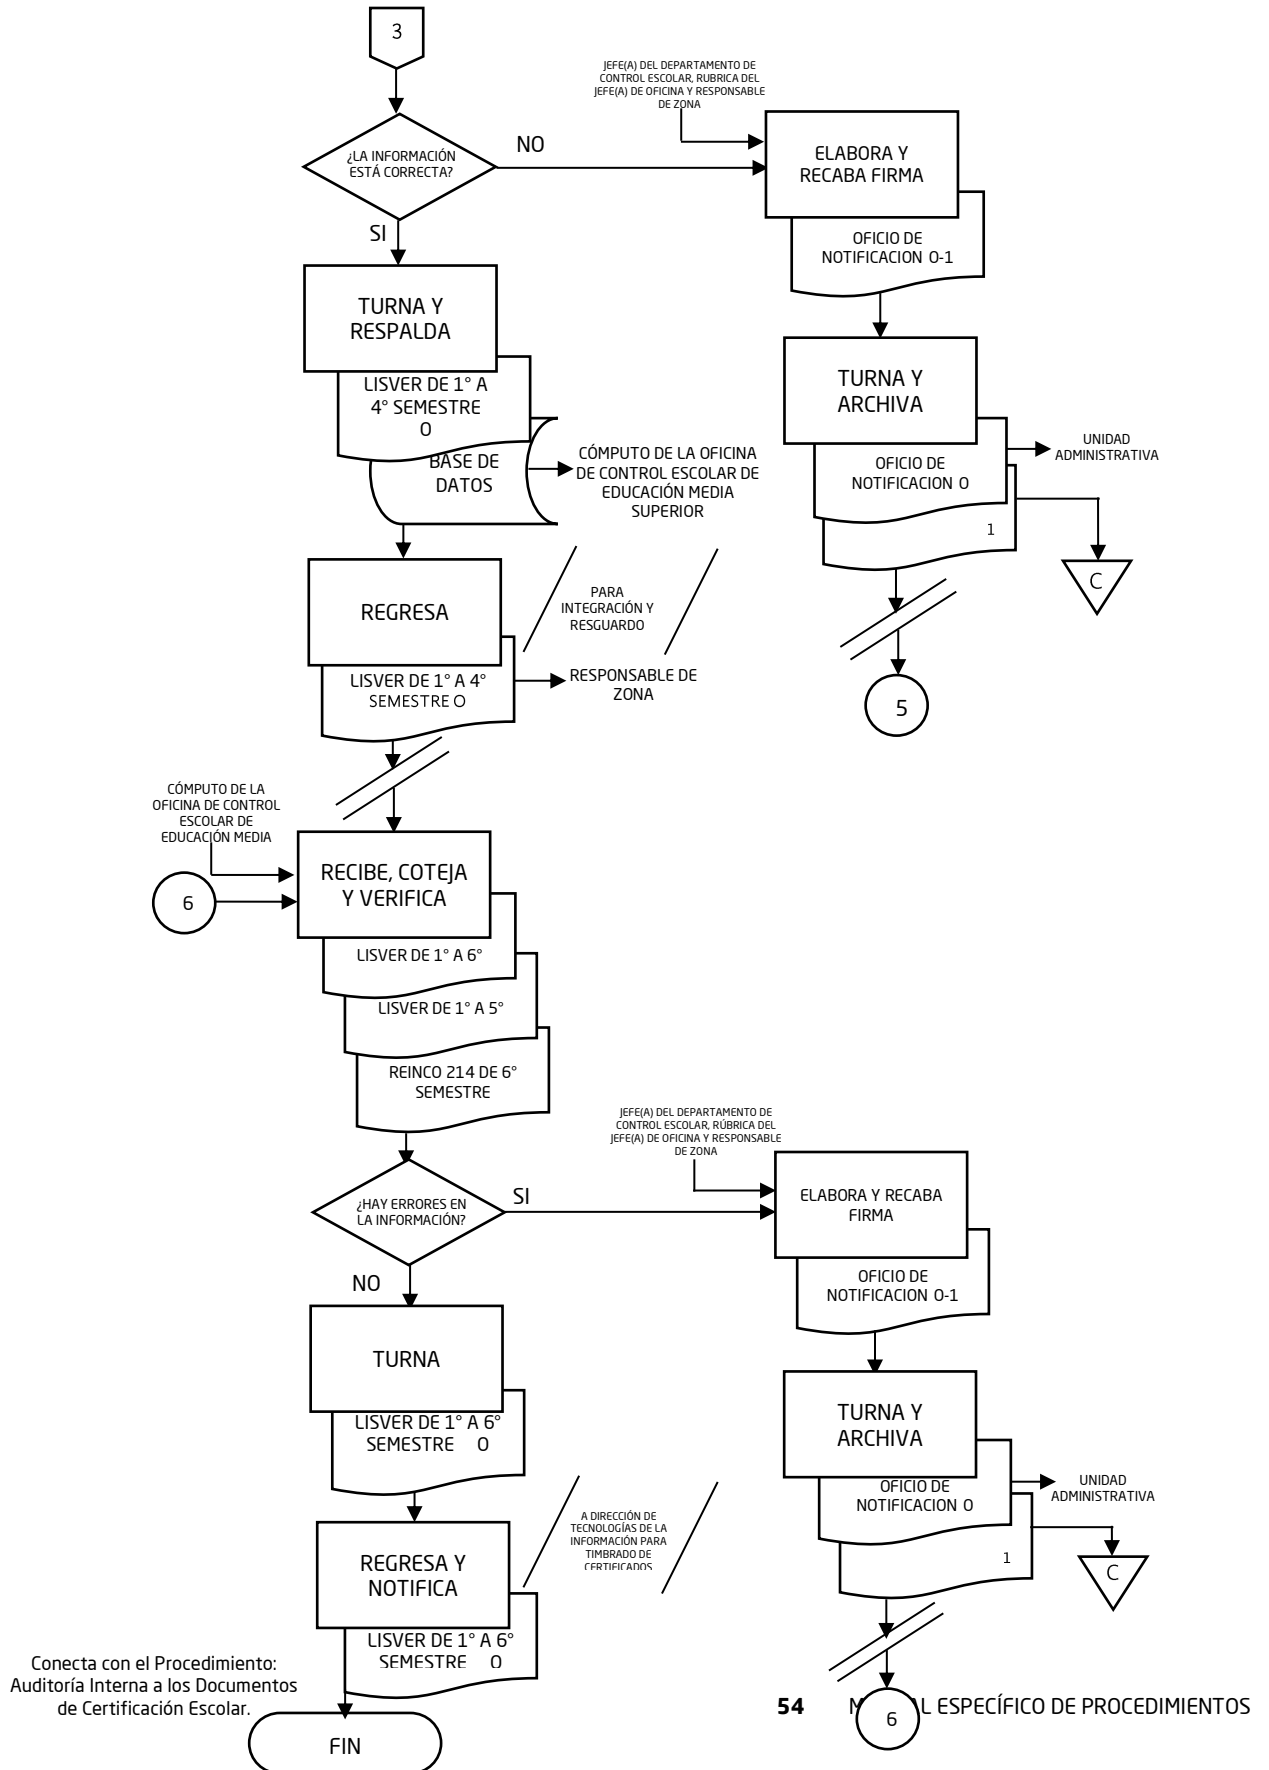 3
JEFE(A) DEL DEPARTAMENTO DE
CONTROL ESCOLAR, RUBRICA DEL
JEFE(A) DE OFICINA Y RESPONSABLE
DE ZONA
¿LA INFORMACIÓN
ESTÁ CORRECTA?
NO
ELABORA Y
RECABA FIRMA
OFICIO DE
NOTIFICACION O-1
SI
TURNA Y
RESPALDA
LISVER DE 1° A
4° SEMESTRE
O
BASE DE
DATOS
CÓMPUTO DE LA OFICINA
DE CONTROL ESCOLAR DE
EDUCACIÓN MEDIA
SUPERIOR
TURNA Y
ARCHIVA
OFICIO DE
NOTIFICACION O
1
UNIDAD
ADMINISTRATIVA
C
5
REGRESA
PARA
INTEGRACIÓN Y
RESGUARDO
LISVER DE 1° A 4°
SEMESTRE O
RESPONSABLE DE
ZONA
CÓMPUTO DE LA
OFICINA DE CONTROL
ESCOLAR DE
EDUCACIÓN MEDIA
6
RECIBE, COTEJA
Y VERIFICA
LISVER DE 1° A 6°
LISVER DE 1° A 5°
REINCO 214 DE 6°
SEMESTRE
JEFE(A) DEL DEPARTAMENTO DE
CONTROL ESCOLAR, RÚBRICA DEL
JEFE(A) DE OFICINA Y RESPONSABLE
DE ZONA
¿HAY ERRORES EN
LA INFORMACIÓN?
SI
ELABORA Y RECABA
FIRMA
OFICIO DE
NOTIFICACION O-1
NO
TURNA
LISVER DE 1° A 6°
SEMESTRE O
TURNA Y
ARCHIVA
OFICIO DE
NOTIFICACION O
1
UNIDAD
ADMINISTRATIVA
C
6
REGRESA Y
NOTIFICA
A DIRECCIÓN DE
TECNOLOGÍAS DE LA
INFORMACIÓN PARA
TIMBRADO DE
CERTIFICADOS
LISVER DE 1° A 6°
SEMESTRE O
Conecta con el Procedimiento:
Auditoría Interna a los Documentos
de Certificación Escolar.
FIN
54 ESPECÍFICO DE PROCEDIMIENTOS